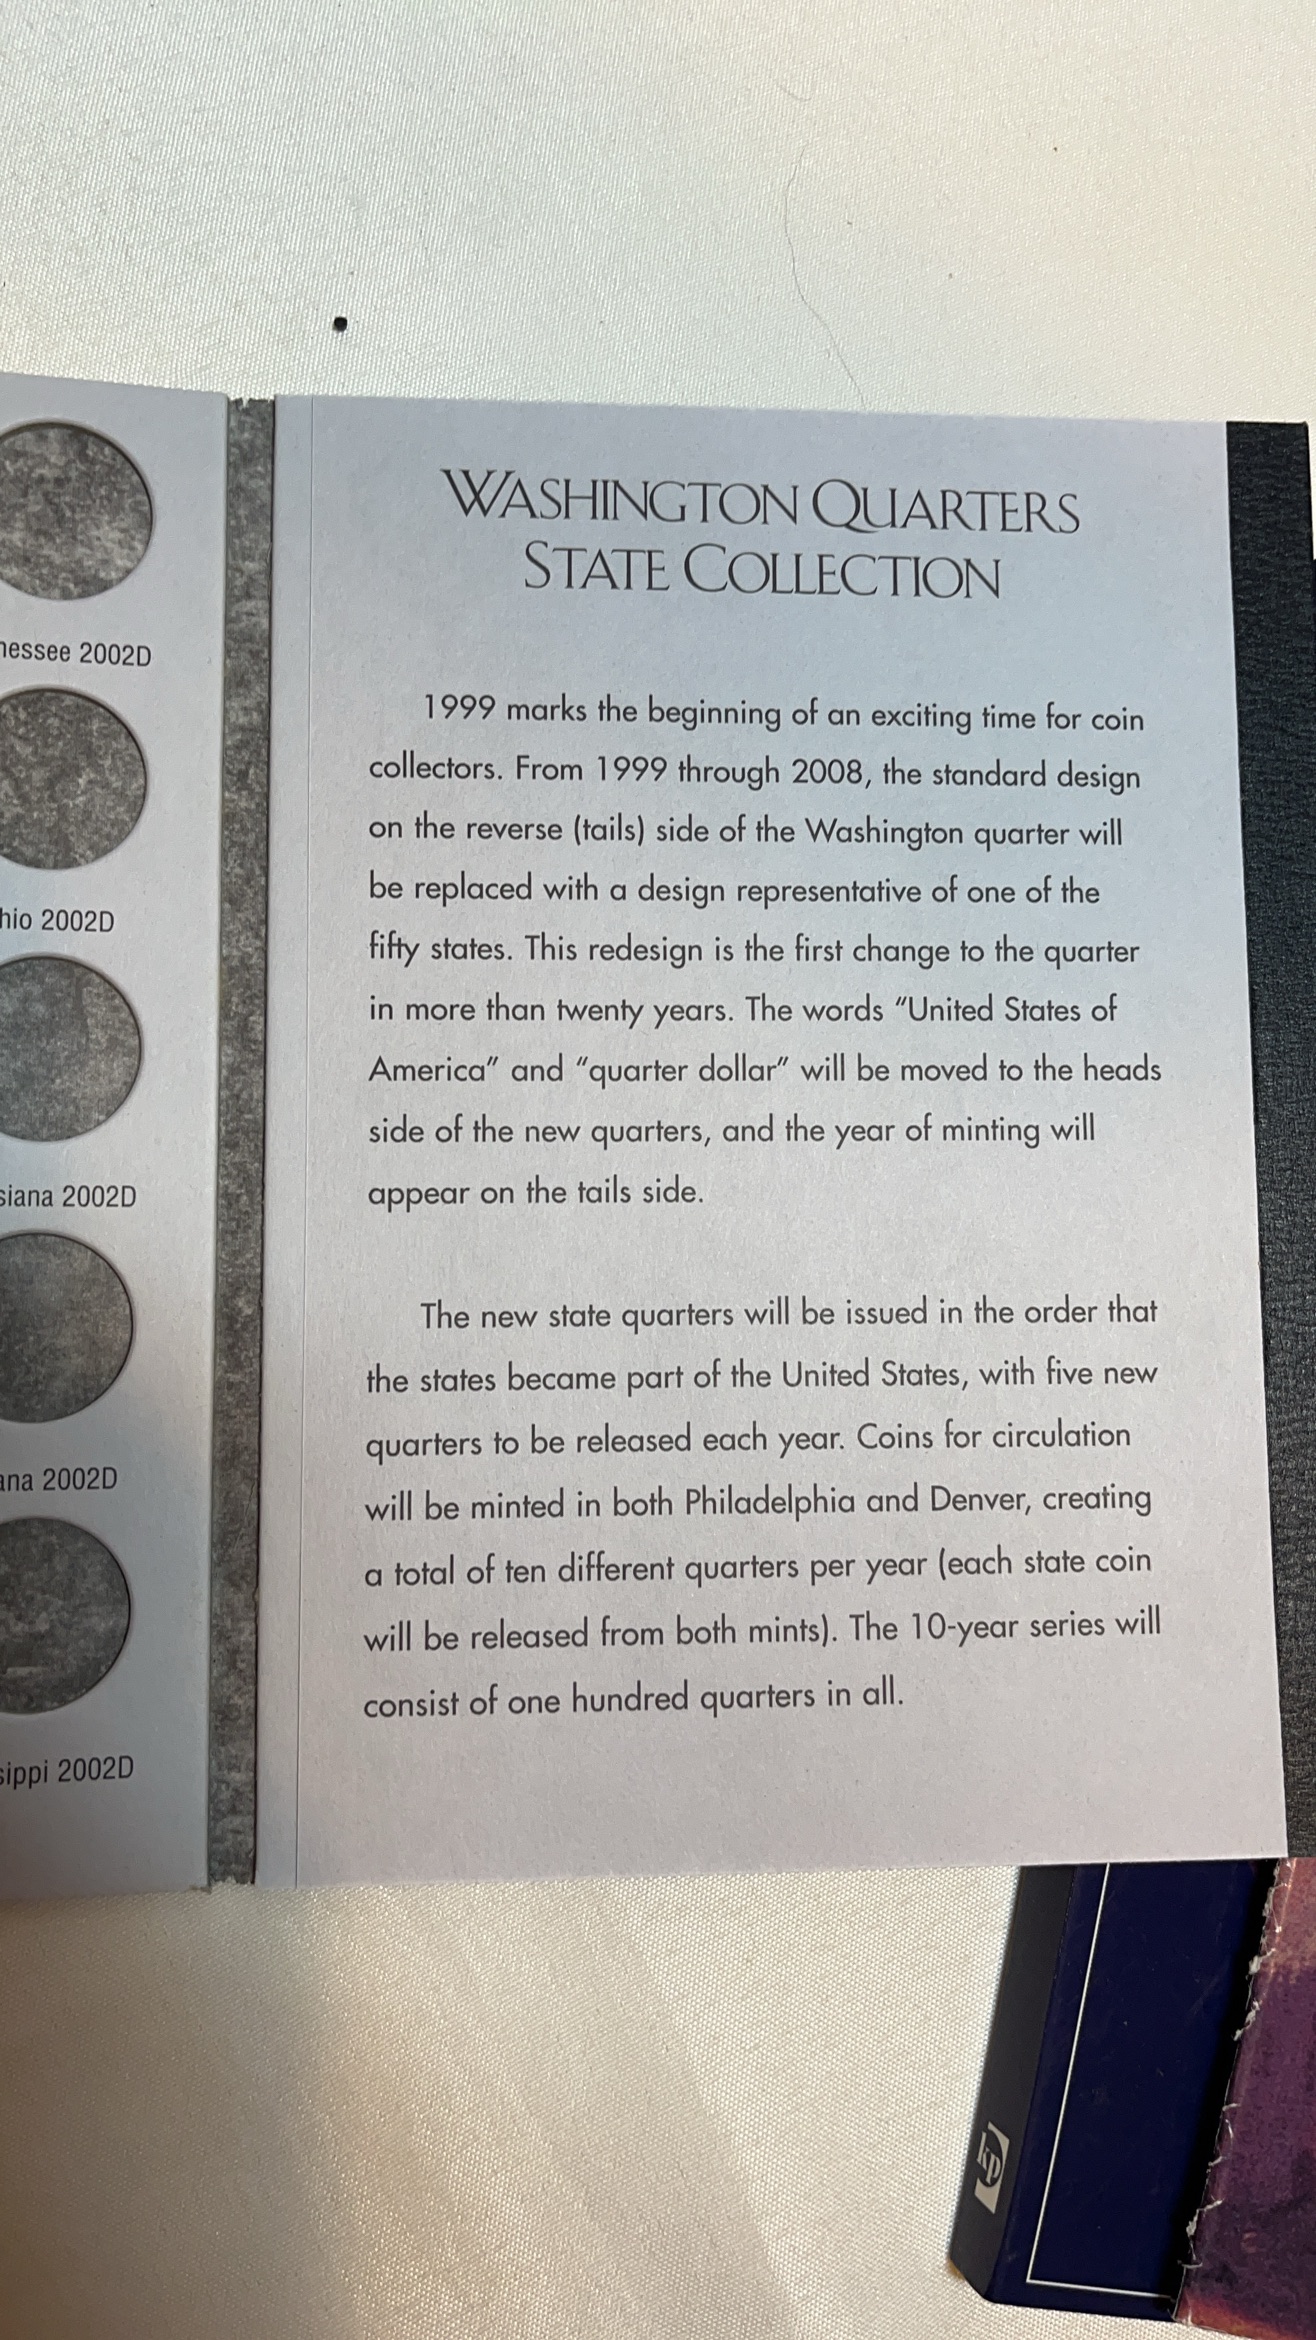 nessee 2002D
hio 2002D
siana 2002D
ana 2002D
sippi 2002D
WASHINGTON QUARTERS
STATE COLLECTION
1999 marks the beginning of an exciting time for coin
collectors. From 1999 through 2008, the standard design
on the reverse (tails) side of the Washington quarter will
be replaced with a design representative of one of the
fifty states. This redesign is the first change to the quarter
in more than twenty years. The words “United States of
America” and “quarter dollar” will be moved to the heads
side of the new quarters, and the year of minting will
appear on the tails side.
The new state quarters will be issued in the order that
the states became part of the United States, with five new
quarters to be released each year. Coins for circulation
will be minted in both Philadelphia and Denver, creating
a total of ten different quarters per year (each state coin
will be released from both mints). The 10-year series will
consist of one hundred quarters in all.
kp